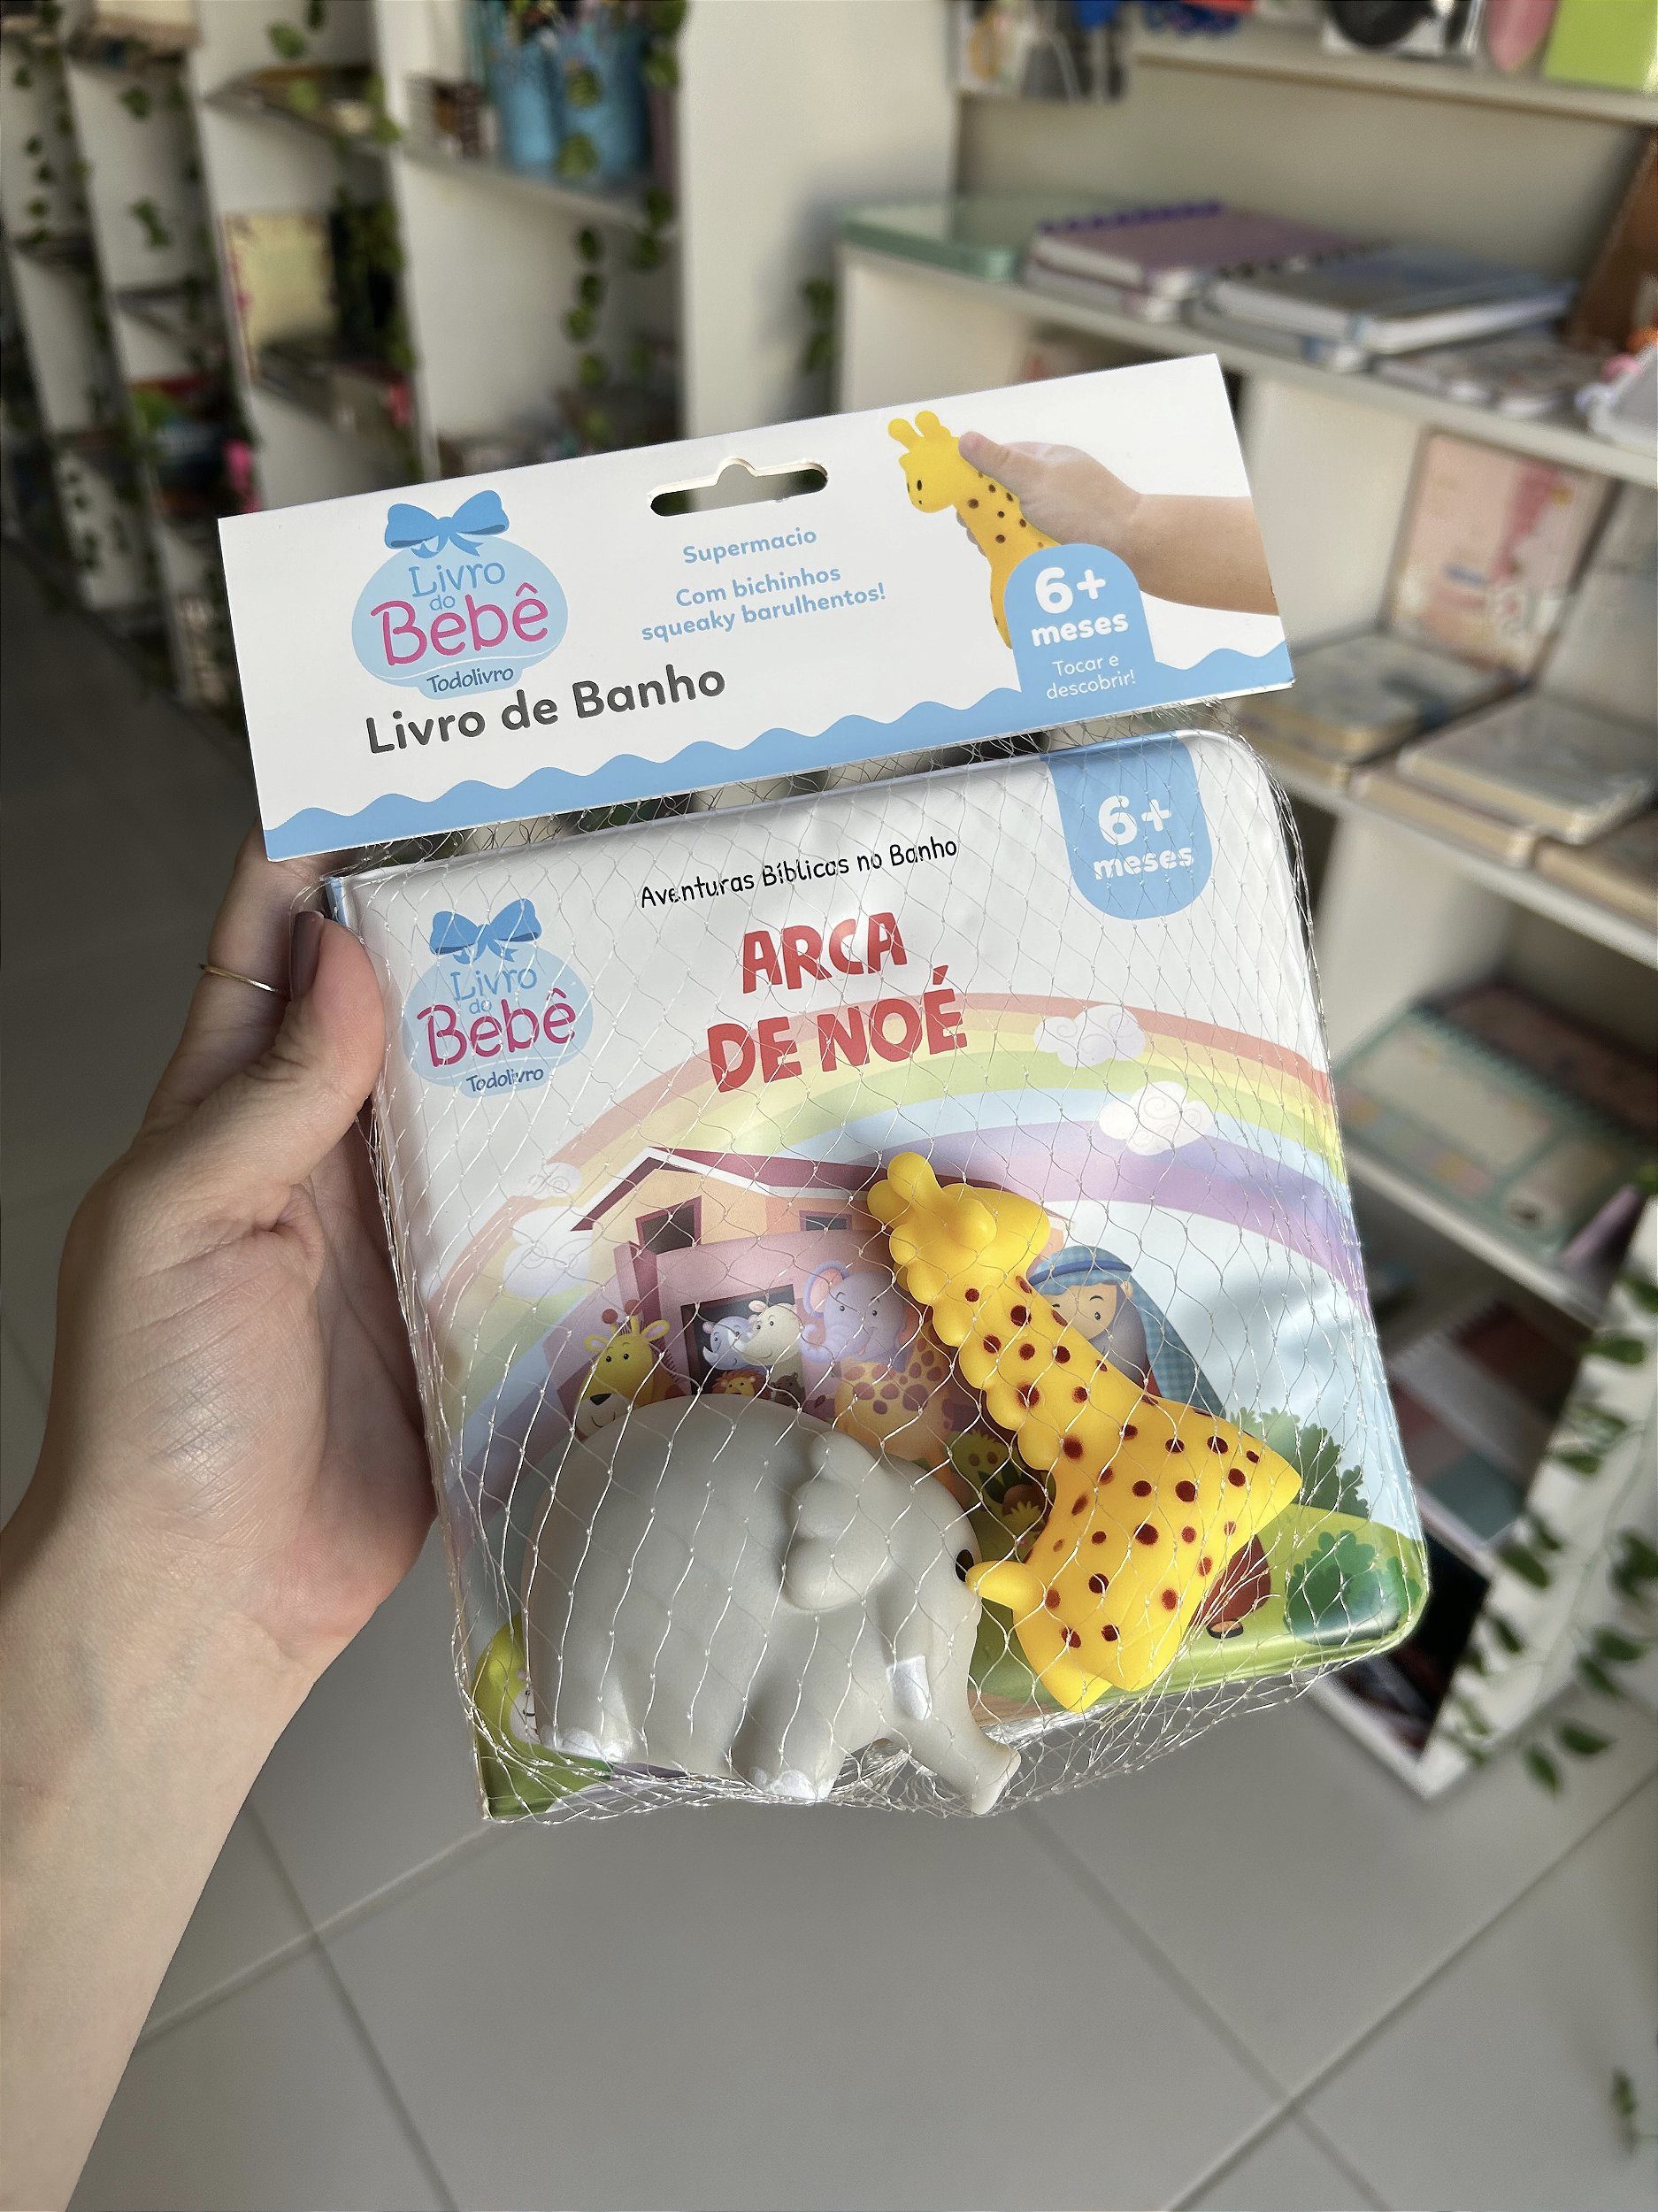 Livro
do
Bebê
Todolivro
Supermacio
Com bichinhos
squeaky barulhentos!
Livro de Banho
6+
meses
Tocar e
descobrir!
6+
meses
Aventuras Bíblicas no Banho
Livro
do
Bebê
Todolivro
ARCA
DE NOÉ